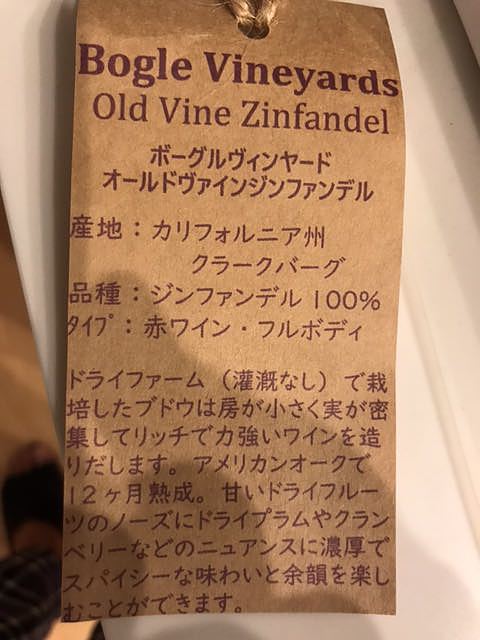 Bogle Vineyards
Old Vine Zinfandel
ボーグルヴィンヤード
オールドヴァインジンファンデル
産地：カリフォルニア州
クラークバーグ
品種：ジンファンデル100%
ﾀｲﾌﾟ：赤ワイン・フルボディ
ドライファーム（灌漑なし）で栽
培したブドウは房が小さく実が密
集してリッチで力強いワインを造
りだします。アメリカンオークで
12ヶ月熟成。甘いドライフルー
ツのノーズにドライプラムやクラン
ベリーなどのニュアンスに濃厚で
スパイシーな味わいと余韻を楽し
むことができます。